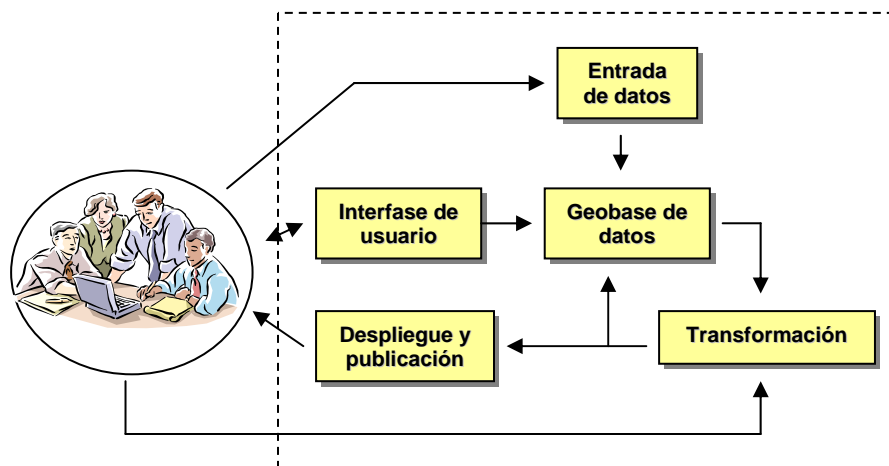 Entrada
de datos
Interfase de
usuario
Geobase de
datos
Despliegue y
publicación
Transformación